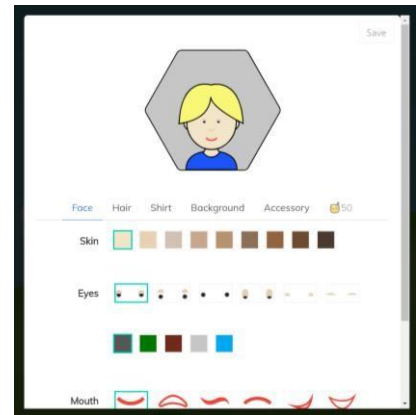 Save
Face Hair Shirt Background Accessory 50
Skin
Eyes
Mouth